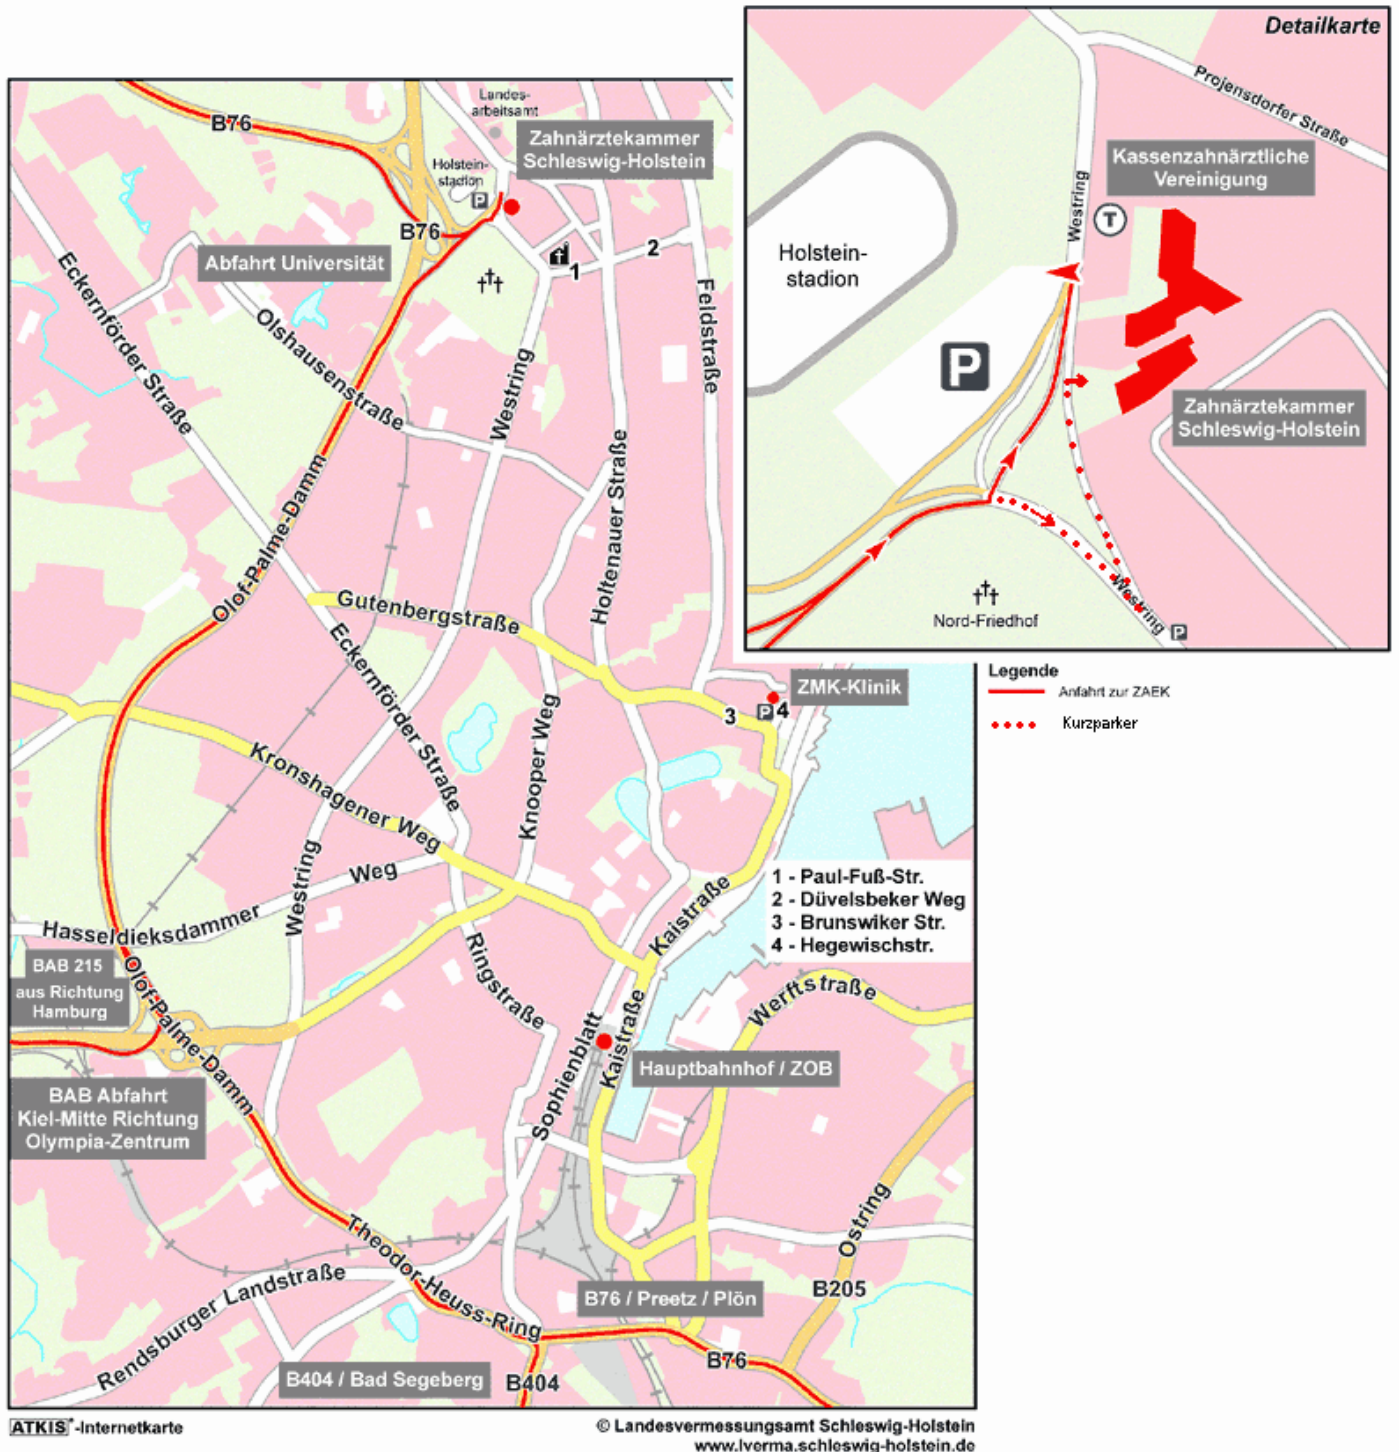 Detailkarte
Projensdorfer Straße
Kassenzahnärztliche
Vereinigung
Westring
T
Holstein-
stadion
P
Zahnärztekammer
Schleswig-Holstein
Nord-Friedhof
Westring
P
Legende
Anfahrt zur ZAEK
Kurzparker
B76
Landes-
arbeitsamt
Zahnärztekammer
Schleswig-Holstein
Holstein-
stadion
P
B76
Abfahrt Universität
1
2
Eckernförder Straße
Olshausenstraße
Westring
Feldstraße
Holtenauer Straße
Olof-Palme-Damm
Gutenbergstraße
Eckernförder Straße
ZMK-Klinik
P 4
3
Knooper Weg
Kronshagener Weg
Westring
Weg
Hasseldieksdammer
Kaistraße
1 - Paul-Fuß-Str.
2 - Düvelsbeker Weg
3 - Brunswiker Str.
4 - Hegewischstr.
BAB 215
aus Richtung
Hamburg
Olof-Palme-Damm
Ringstraße
Werftstraße
Sophienblatt
Kaistraße
Hauptbahnhof / ZOB
BAB Abfahrt
Kiel-Mitte Richtung
Olympia-Zentrum
Theodor-Heuss-Ring
Ostring
Rendsburger Landstraße
B76 / Preetz / Plön
B205
B404 / Bad Segeberg
B404
B76
ATKIS®-Internetkarte
© Landesvermessungsamt Schleswig-Holstein
www.lverma.schleswig-holstein.de